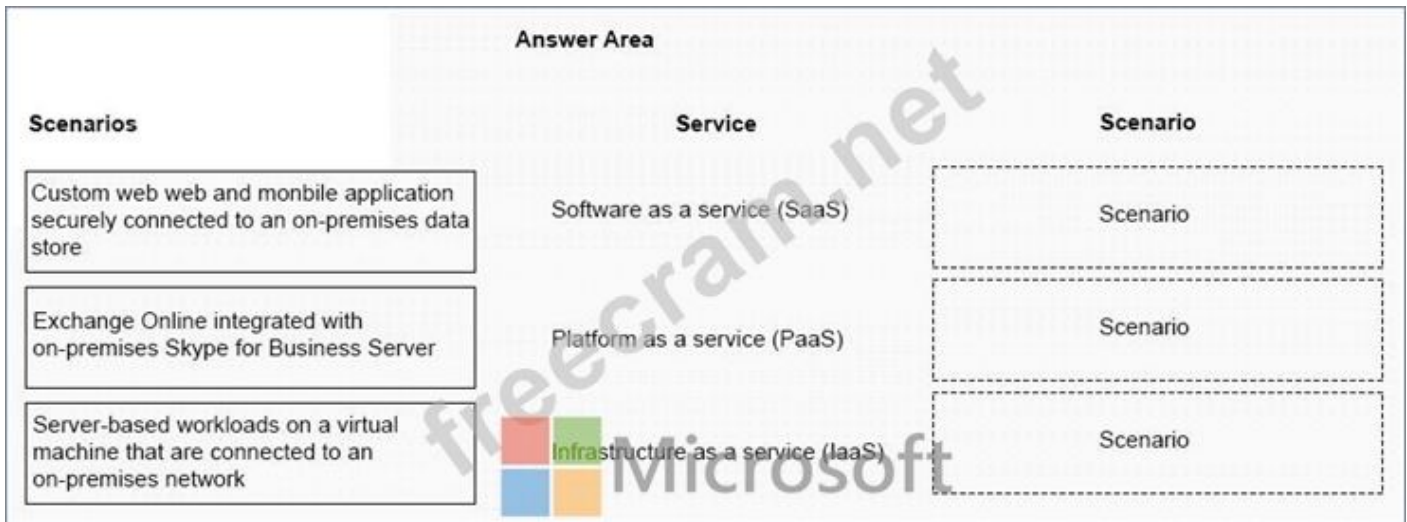 Answer Area
Scenarios
Service
Scenario
Custom web web and monbile application
securely connected to an on-premises data
store
Software as a service (SaaS)
Scenario
Exchange Online integrated with
on-premises Skype for Business Server
Platform as a service (PaaS)
Scenario
Server-based workloads on a virtual
machine that are connected to an
on-premises network
Infrastructure as a service (IaaS)
Scenario
freecram.net
Microsoft